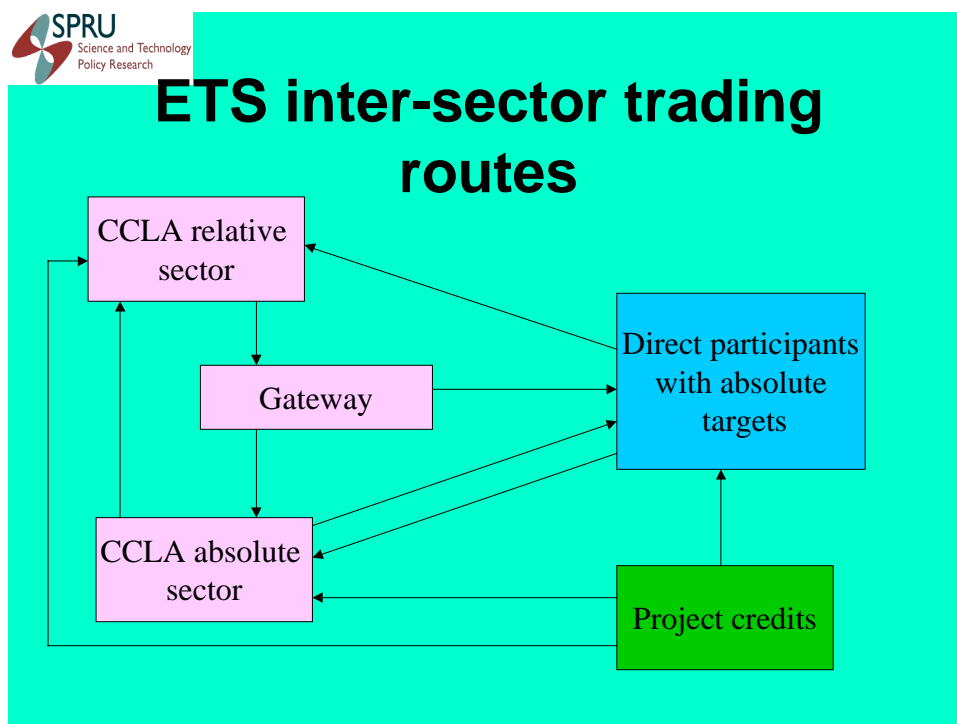 SPRU
Science and Technology
Policy Research
ETS inter-sector trading
routes
CCLA relative
sector
Gateway
CCLA absolute
sector
Direct participants
with absolute
targets
Project credits